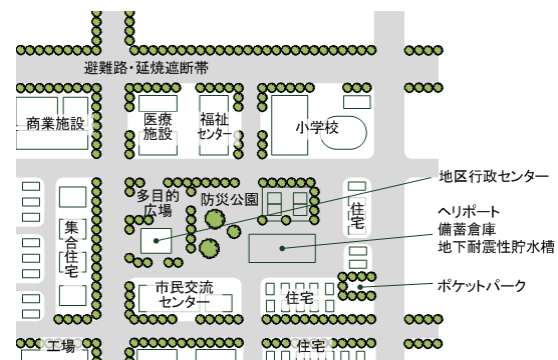 避難路・延焼遮断帯
商業施設
医療
施設
福祉
センター
小学校
多目的
広場
防災公園
住宅
地区行政センター
ヘリポート
備蓄倉庫
地下耐震性貯水槽
集合住宅
市民交流
センター
住宅
ポケットパーク
工場
住宅